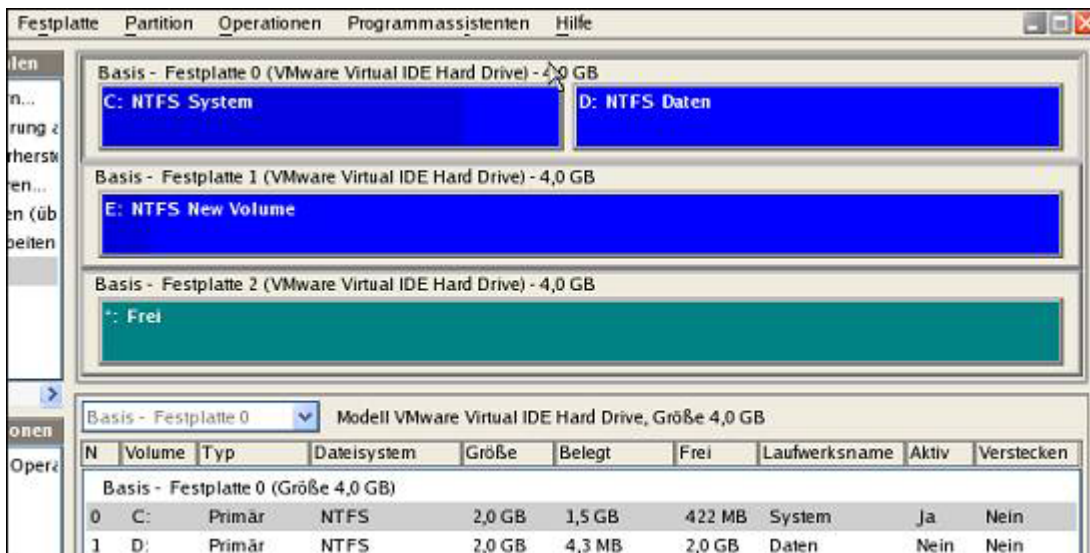 Festplatte Partition Operationen Programmassistenten Hilfe
Basis - Festplatte 0 (VMware Virtual IDE Hard Drive) - 4,0 GB
C: NTFS System D: NTFS Daten
Basis - Festplatte 1 (VMware Virtual IDE Hard Drive) - 4,0 GB
E: NTFS New Volume
Basis - Festplatte 2 (VMware Virtual IDE Hard Drive) - 4,0 GB
*: Frei
Basis - Festplatte 0 Modell VMware Virtual IDE Hard Drive, Größe 4,0 GB
N Volume Typ Dateisystem Größe Belegt Frei Laufwerksname Aktiv Verstecken
Basis - Festplatte 0 (Größe 4,0 GB)
0 C: Primär NTFS 2,0 GB 1,5 GB 422 MB System Ja Nein
1 D: Primär NTFS 2,0 GB 4,3 MB 2,0 GB Daten Nein Nein